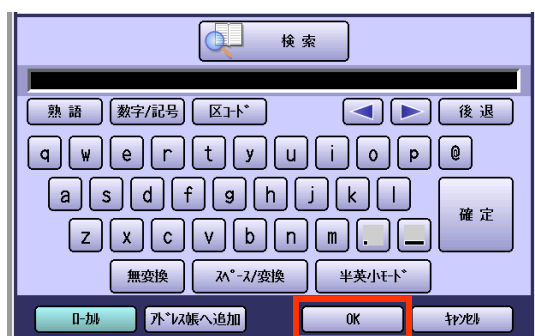 検索
熟語 数字/記号 区ｺｰﾄﾞ 後退
q w e r t y u i o p @
a s d f g h j k l
確定
z x c v b n m . _
無変換 ｽﾍﾟｰｽ/変換 半英小ﾓｰﾄﾞ
ﾛｰｶﾙ ｱﾄﾞﾚｽ帳へ追加 OK ｷｬﾝｾﾙ